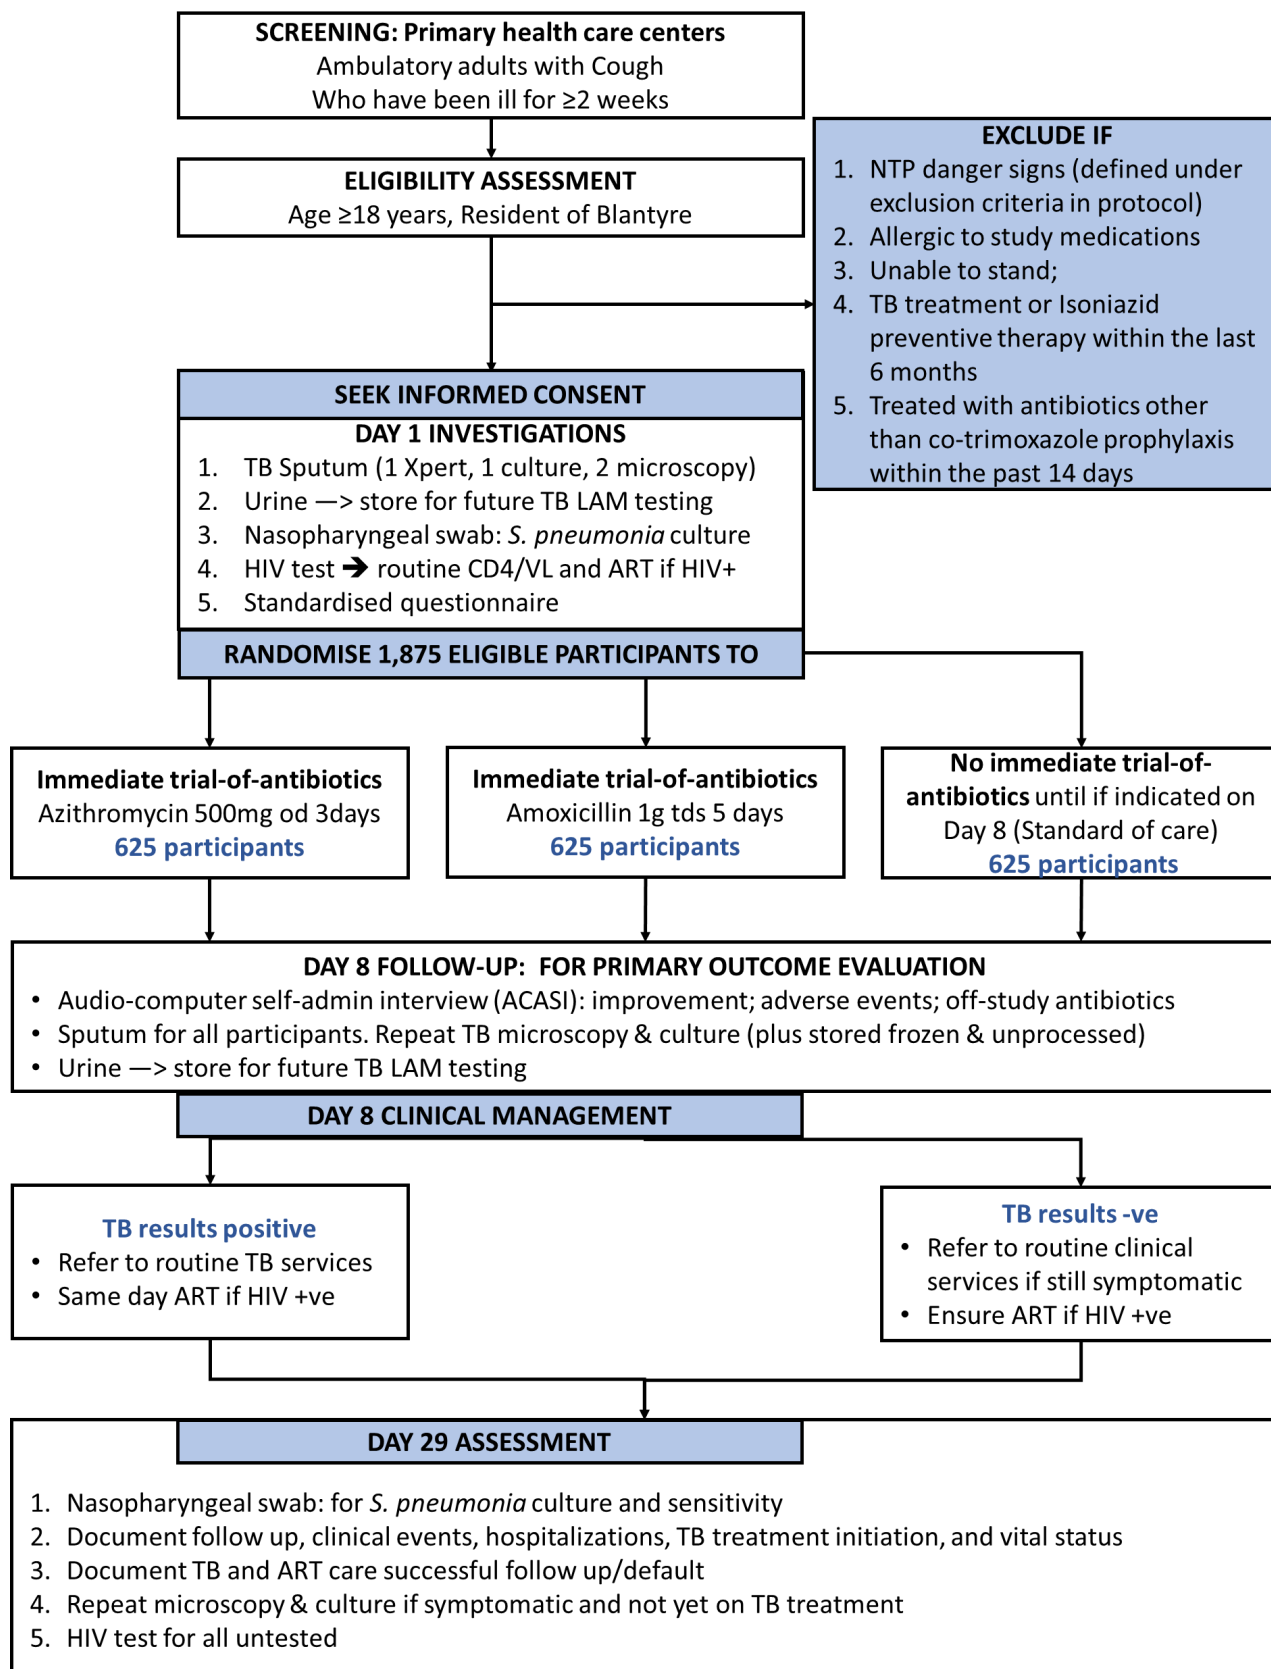 SCREENING: Primary health care centers
Ambulatory adults with Cough
Who have been ill for ≥2 weeks
ELIGIBILITY ASSESSMENT
Age ≥18 years, Resident of Blantyre
EXCLUDE IF
1. NTP danger signs (defined under
exclusion criteria in protocol)
2. Allergic to study medications
3. Unable to stand;
4. TB treatment or Isoniazid
preventive therapy within the last
6 months
5. Treated with antibiotics other
than co-trimoxazole prophylaxis
within the past 14 days
SEEK INFORMED CONSENT
DAY 1 INVESTIGATIONS
1. TB Sputum (1 Xpert, 1 culture, 2 microscopy)
2. Urine —> store for future TB LAM testing
3. Nasopharyngeal swab: S. pneumonia culture
4. HIV test ➔ routine CD4/VL and ART if HIV+
5. Standardised questionnaire
RANDOMISE 1,875 ELIGIBLE PARTICIPANTS TO
Immediate trial-of-antibiotics
Azithromycin 500mg od 3days
625 participants
Immediate trial-of-antibiotics
Amoxicillin 1g tds 5 days
625 participants
No immediate trial-of-
antibiotics until if indicated on
Day 8 (Standard of care)
625 participants
DAY 8 FOLLOW-UP: FOR PRIMARY OUTCOME EVALUATION
• Audio-computer self-admin interview (ACASI): improvement; adverse events; off-study antibiotics
• Sputum for all participants. Repeat TB microscopy & culture (plus stored frozen & unprocessed)
• Urine —> store for future TB LAM testing
DAY 8 CLINICAL MANAGEMENT
TB results positive
• Refer to routine TB services
• Same day ART if HIV +ve
TB results -ve
• Refer to routine clinical
services if still symptomatic
• Ensure ART if HIV +ve
DAY 29 ASSESSMENT
1. Nasopharyngeal swab: for S. pneumonia culture and sensitivity
2. Document follow up, clinical events, hospitalizations, TB treatment initiation, and vital status
3. Document TB and ART care successful follow up/default
4. Repeat microscopy & culture if symptomatic and not yet on TB treatment
5. HIV test for all untested